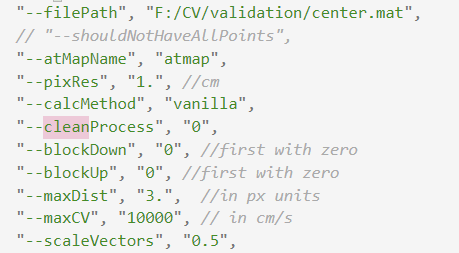 "--filePath", "F:/CV/validation/center.mat",
// "--shouldNotHaveAllPoints",
"--atMapName", "atmap",
"--pixRes", "1.", //cm
"--calcMethod", "vanilla",
"--cleanProcess", "0",
"--blockDown", "0", //first with zero
"--blockUp", "0", //first with zero
"--maxDist", "3.", //in px units
"--maxCV", "10000", // in cm/s
"--scaleVectors", "0.5",